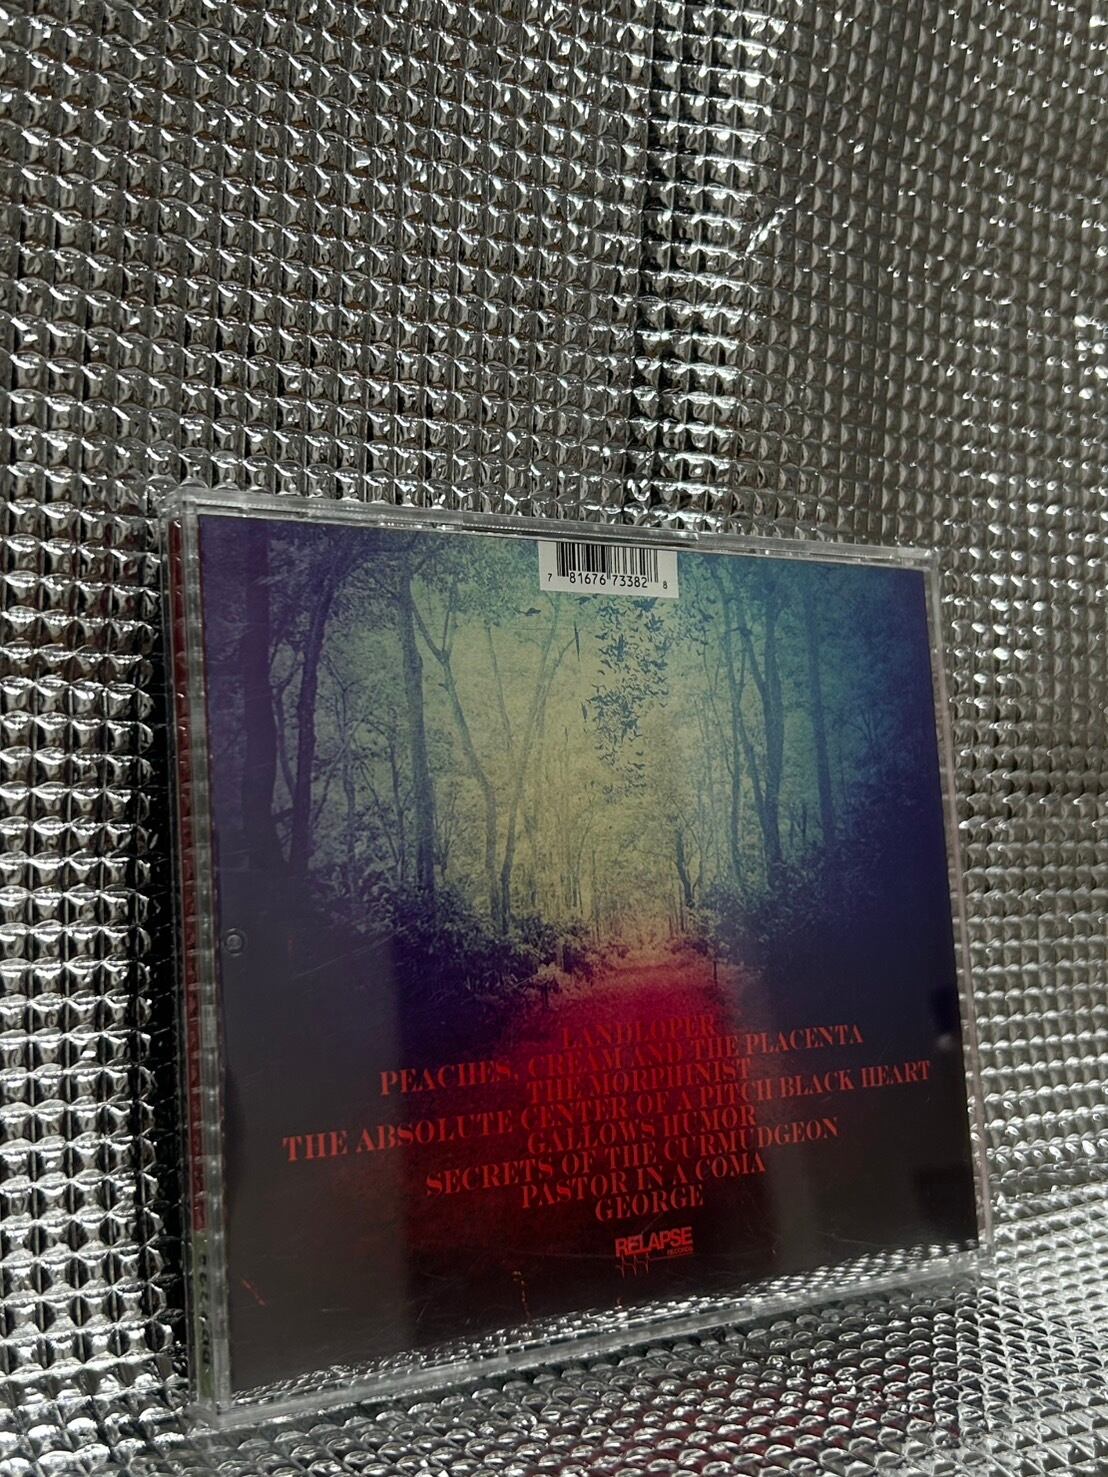 7 81676 73382 8
LANDLOPER
PEACHES, CREAM AND THE PLACENTA
THE MORPHINIST
THE ABSOLUTE CENTER OF A PITCH BLACK HEART
GALLOWS HUMOR
SECRETS OF THE CURMUDGEON
PASTOR IN A COMA
GEORGE
RELAPSE
RECORDS